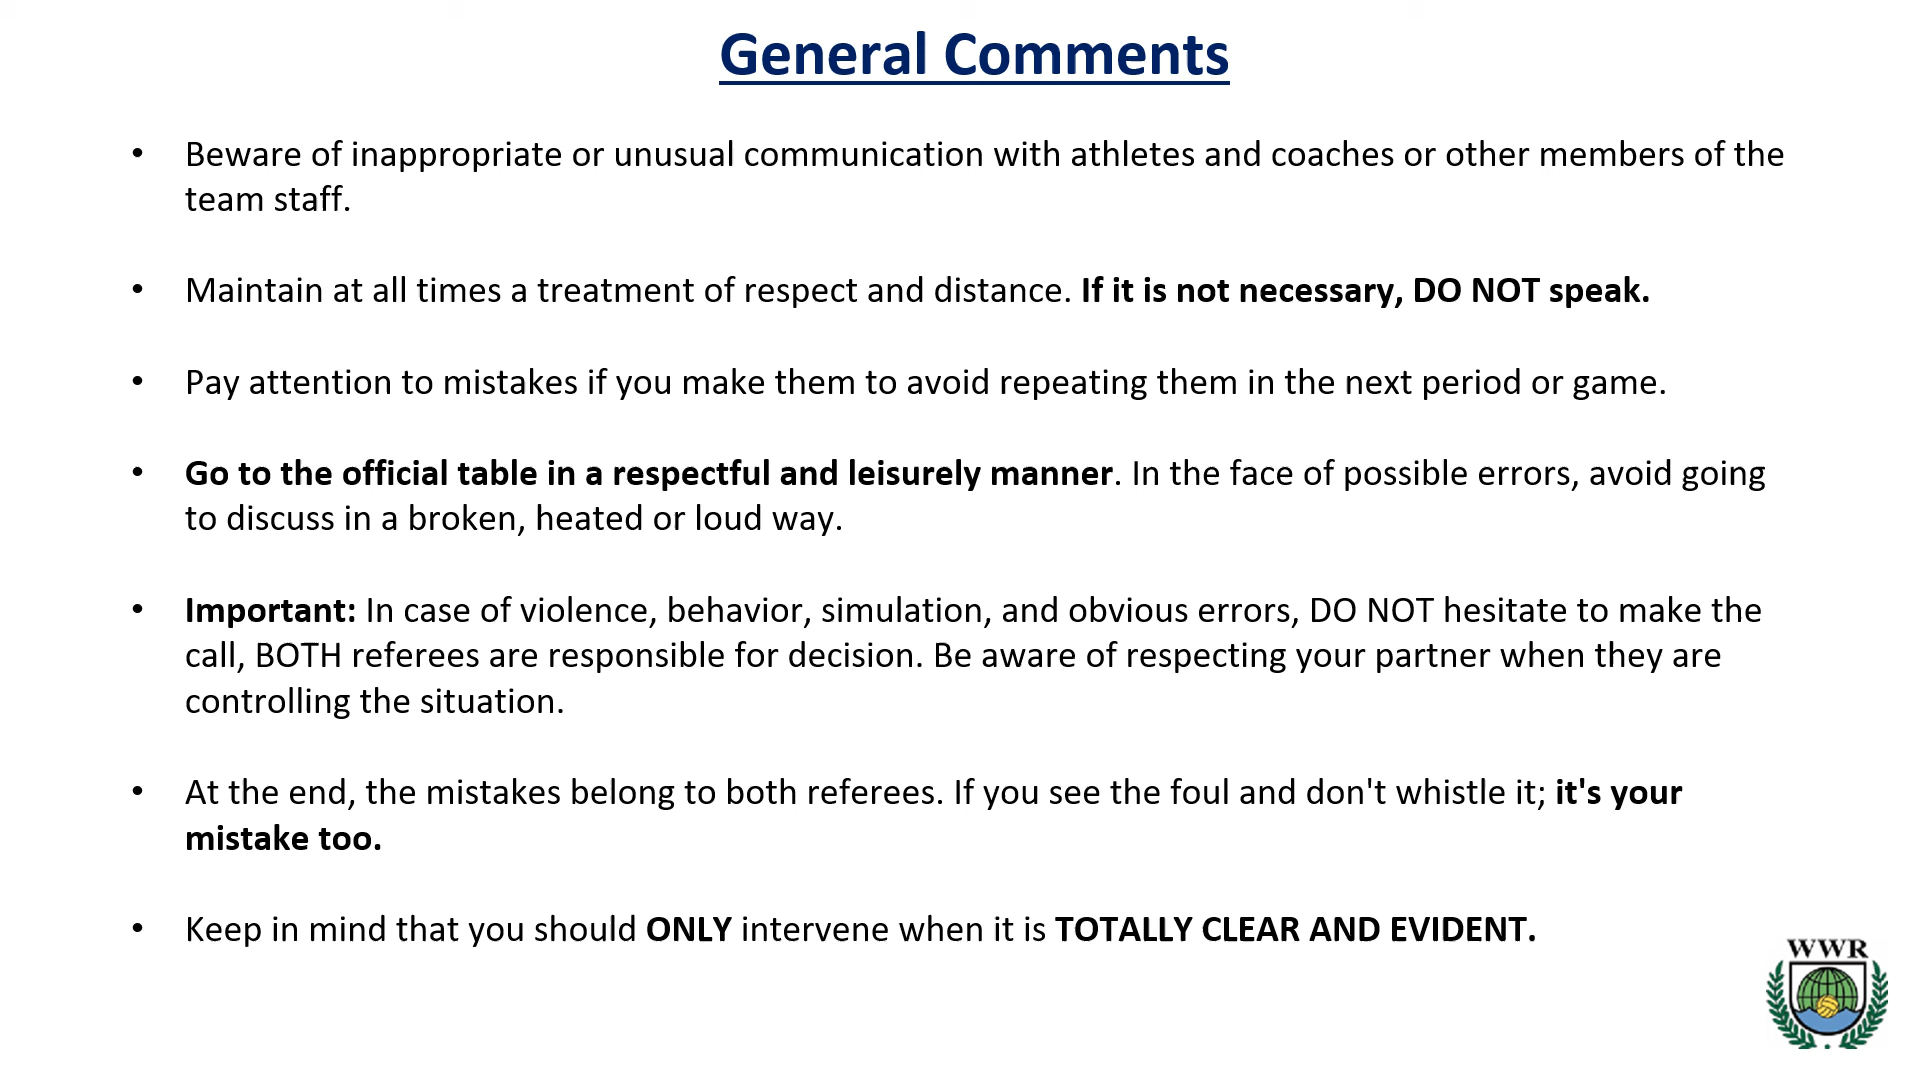 General Comments
• Beware of inappropriate or unusual communication with athletes and coaches or other members of the
team staff.
• Maintain at all times a treatment of respect and distance. If it is not necessary, DO NOT speak.
• Pay attention to mistakes if you make them to avoid repeating them in the next period or game.
• Go to the official table in a respectful and leisurely manner. In the face of possible errors, avoid going
to discuss in a broken, heated or loud way.
• Important: In case of violence, behavior, simulation, and obvious errors, DO NOT hesitate to make the
call, BOTH referees are responsible for decision. Be aware of respecting your partner when they are
controlling the situation.
• At the end, the mistakes belong to both referees. If you see the foul and don't whistle it; it's your
mistake too.
• Keep in mind that you should ONLY intervene when it is TOTALLY CLEAR AND EVIDENT.
WWR